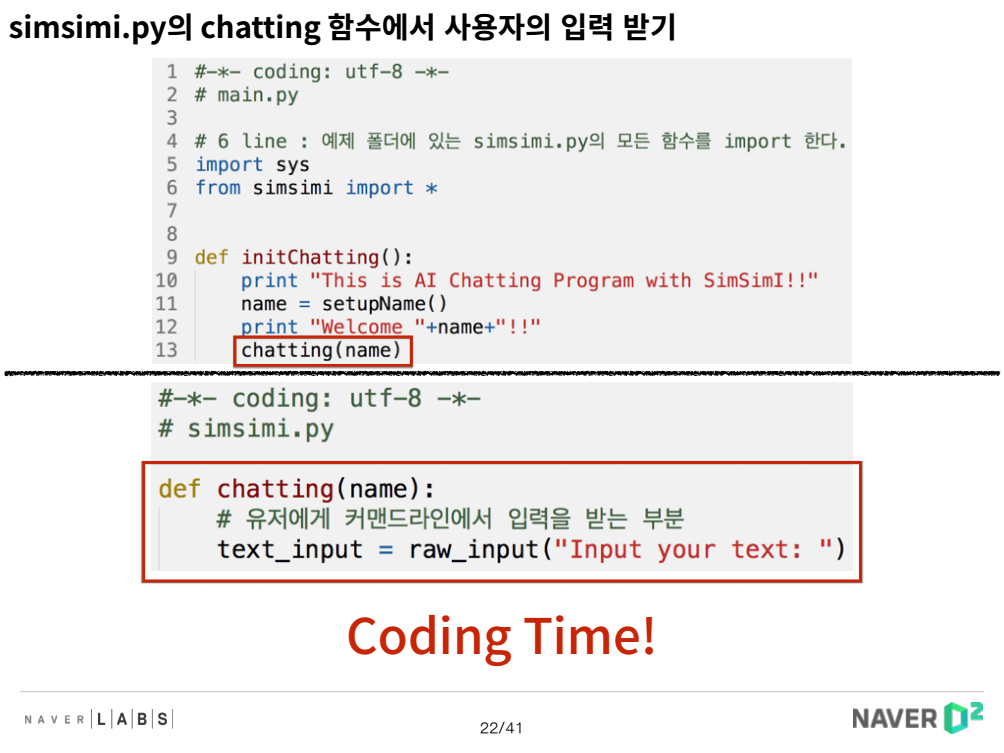 simsimi.py의 chatting 함수에서 사용자의 입력 받기
1 #-*- coding: utf-8 -*-
2 # main.py
3
4 # 6 line : 예제 폴더에 있는 simsimi.py의 모든 함수를 import 한다.
5 import sys
6 from simsimi import *
7
8
9 def initChatting():
10 print "This is AI Chatting Program with SimSimI!!"
11 name = setupName()
12 print "Welcome "+name+"!!"
13 chatting(name)
#-*- coding: utf-8 -*-
# simsimi.py
def chatting(name):
# 유저에게 커맨드라인에서 입력을 받는 부분
text_input = raw_input("Input your text: ")
Coding Time!
NAVER|L|A|B|S|
22/41
NAVER D2